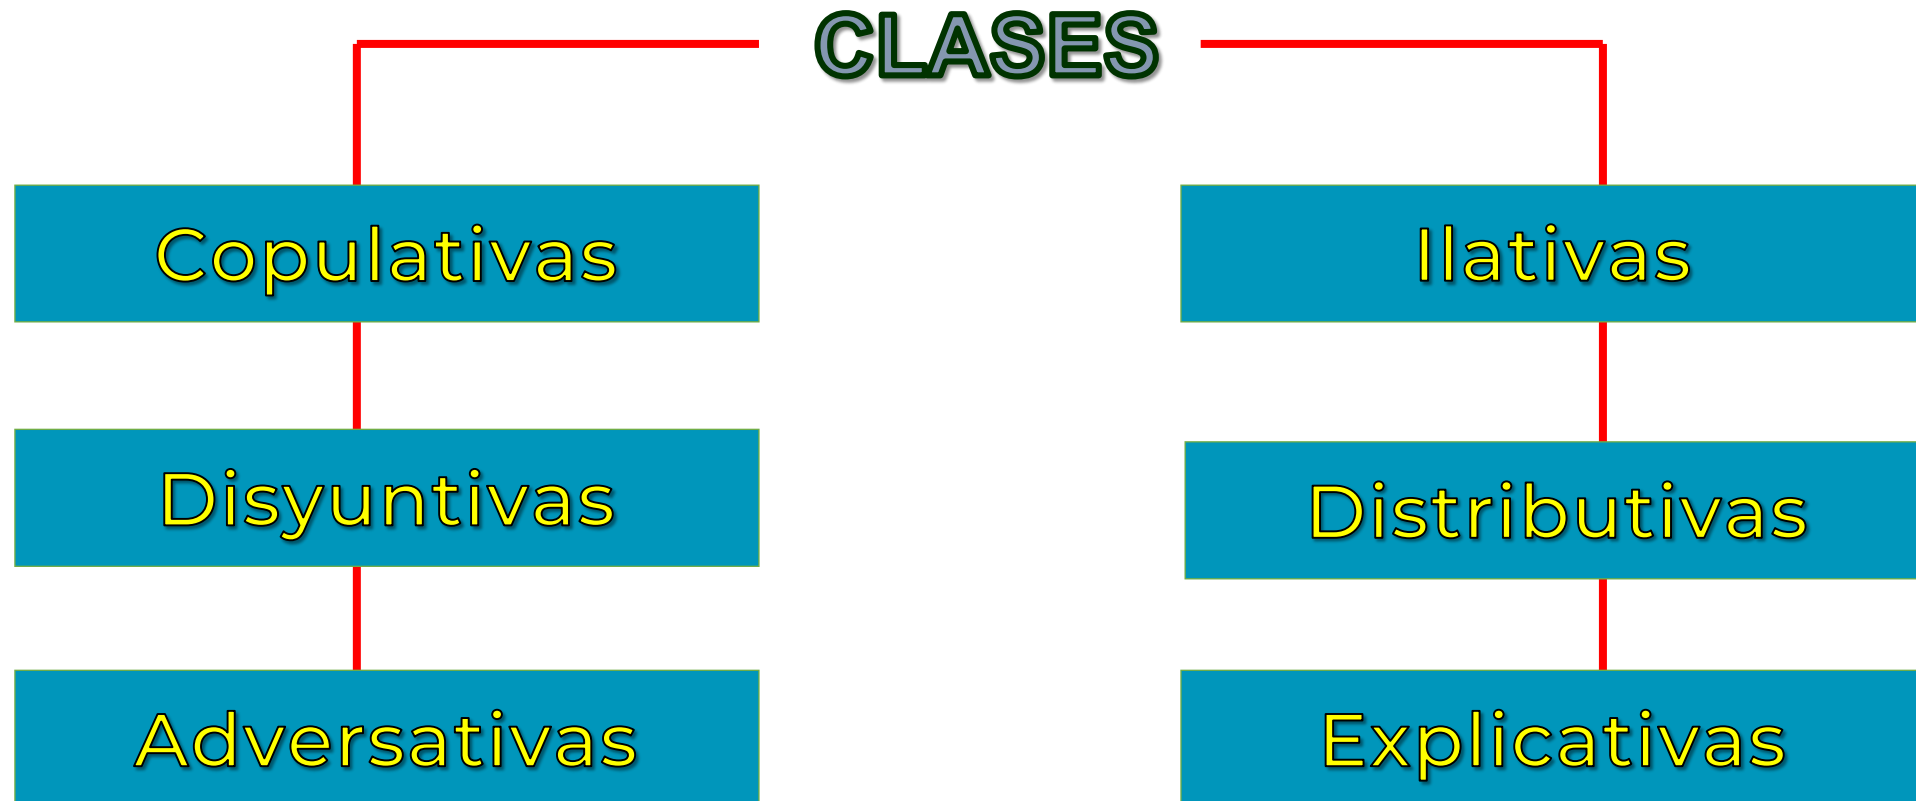 CLASES
Copulativas
Ilativas
Disyuntivas
Distributivas
Adversativas
Explicativas